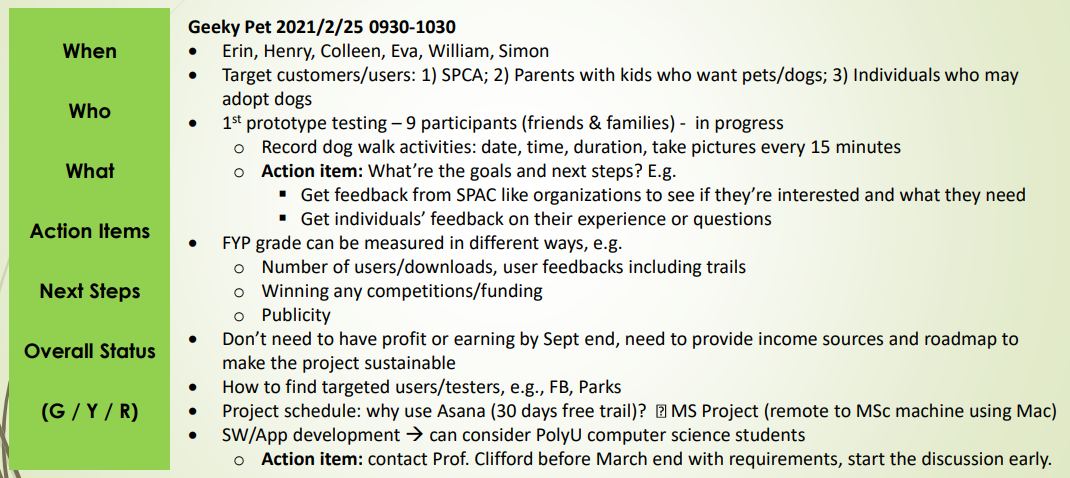 When
Who
What
Action Items
Next Steps
Overall Status
(G / Y / R)
Geeky Pet 2021/2/25 0930-1030
• Erin, Henry, Colleen, Eva, William, Simon
• Target customers/users: 1) SPCA; 2) Parents with kids who want pets/dogs; 3) Individuals who may
adopt dogs
• 1st prototype testing – 9 participants (friends & families) - in progress
o Record dog walk activities: date, time, duration, take pictures every 15 minutes
o Action item: What're the goals and next steps? E.g.
▪ Get feedback from SPAC like organizations to see if they're interested and what they need
▪ Get individuals' feedback on their experience or questions
• FYP grade can be measured in different ways, e.g.
o Number of users/downloads, user feedbacks including trails
o Winning any competitions/funding
o Publicity
• Don't need to have profit or earning by Sept end, need to provide income sources and roadmap to
make the project sustainable
• How to find targeted users/testers, e.g., FB, Parks
• Project schedule: why use Asana (30 days free trail)? ⍰ MS Project (remote to MSc machine using Mac)
• SW/App development → can consider PolyU computer science students
o Action item: contact Prof. Clifford before March end with requirements, start the discussion early.